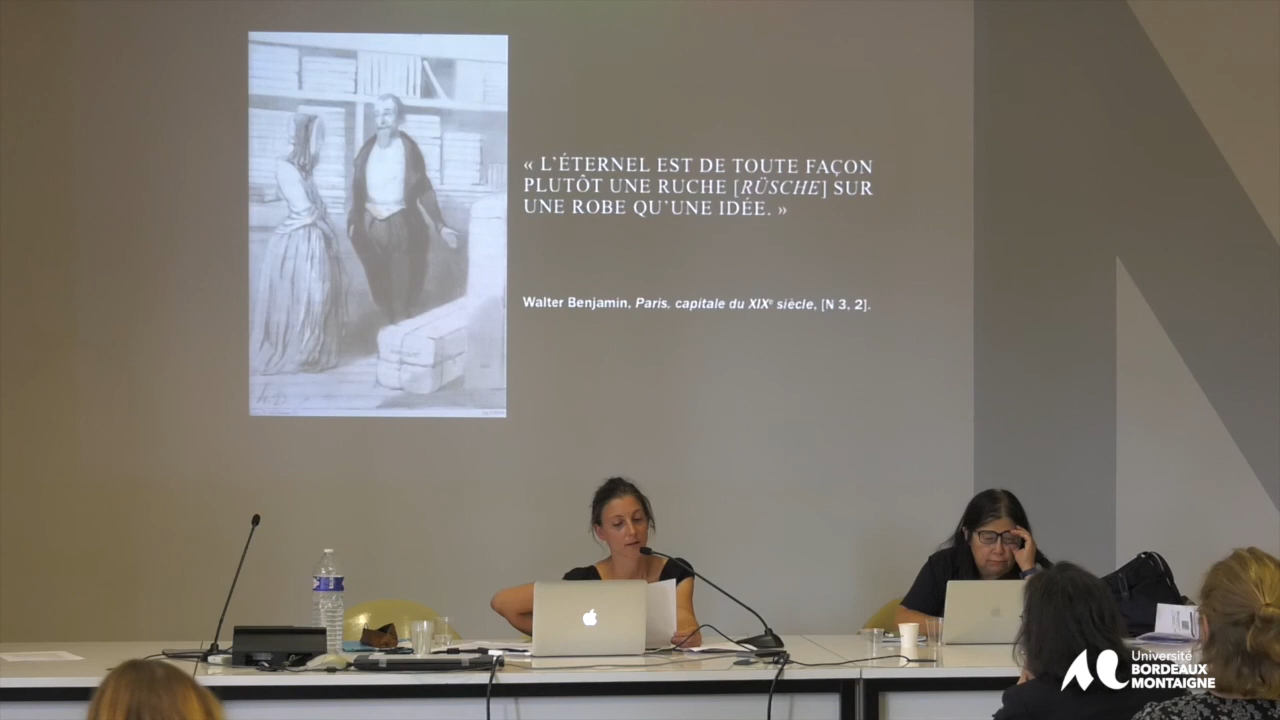 « L'ÉTERNEL EST DE TOUTE FAÇON
PLUTÔT UNE RUCHE [RÜSCHE] SUR
UNE ROBE QU'UNE IDÉE. »
Walter Benjamin, Paris, capitale du XIXe siècle, [N 3, 2].
Université
BORDEAUX
MONTAIGNE